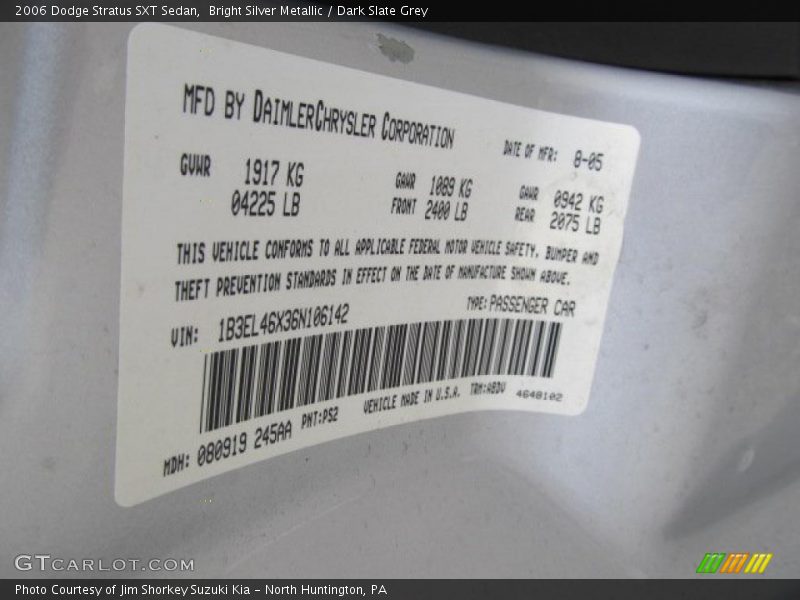 2006 Dodge Stratus SXT Sedan, Bright Silver Metallic / Dark Slate Grey
MFD BY DAIMLERCHRYSLER CORPORATION
DATE OF MFR: 8-05
GVWR 1917 KG GAWR 1089 KG GAWR 0942 KG
04225 LB FRONT 2400 LB REAR 2075 LB
THIS VEHICLE CONFORMS TO ALL APPLICABLE FEDERAL MOTOR VEHICLE SAFETY, BUMPER AND
THEFT PREVENTION STANDARDS IN EFFECT ON THE DATE OF MANUFACTURE SHOWN ABOVE.
VIN: 1B3EL46X36N106142 TYPE: PASSENGER CAR
MDH: 080919 245AA PNT:PS2 VEHICLE MADE IN U.S.A. TRM:A8DV 4648102
GTCARLOT.COM
Photo Courtesy of Jim Shorkey Suzuki Kia - North Huntington, PA